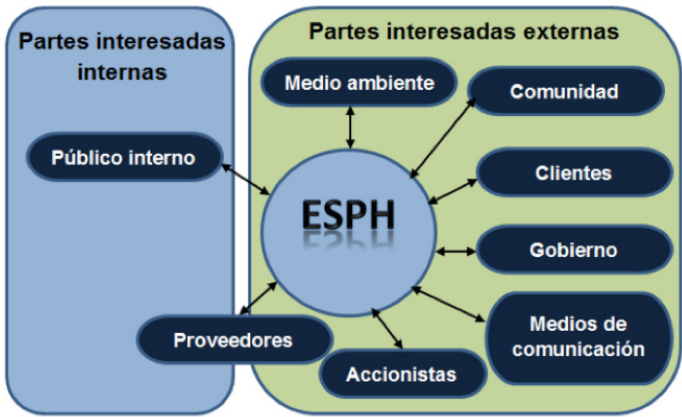 Partes interesadas
internas
Partes interesadas externas
Medio ambiente
Comunidad
Público interno
Clientes
ESPH
Gobierno
Proveedores
Medios de
comunicación
Accionistas